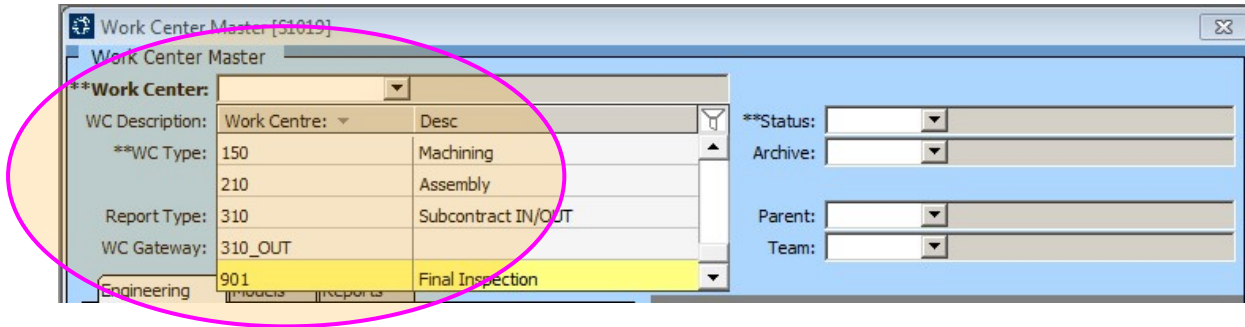 Work Center Master [S1019]
Work Center Master
**Work Center:
WC Description: Work Centre: Desc **Status:
**WC Type: 150 Machining Archive:
210 Assembly
Report Type: 310 Subcontract IN/OUT Parent:
WC Gateway: 310_OUT Team:
901 Final Inspection
Engineering Models Reports